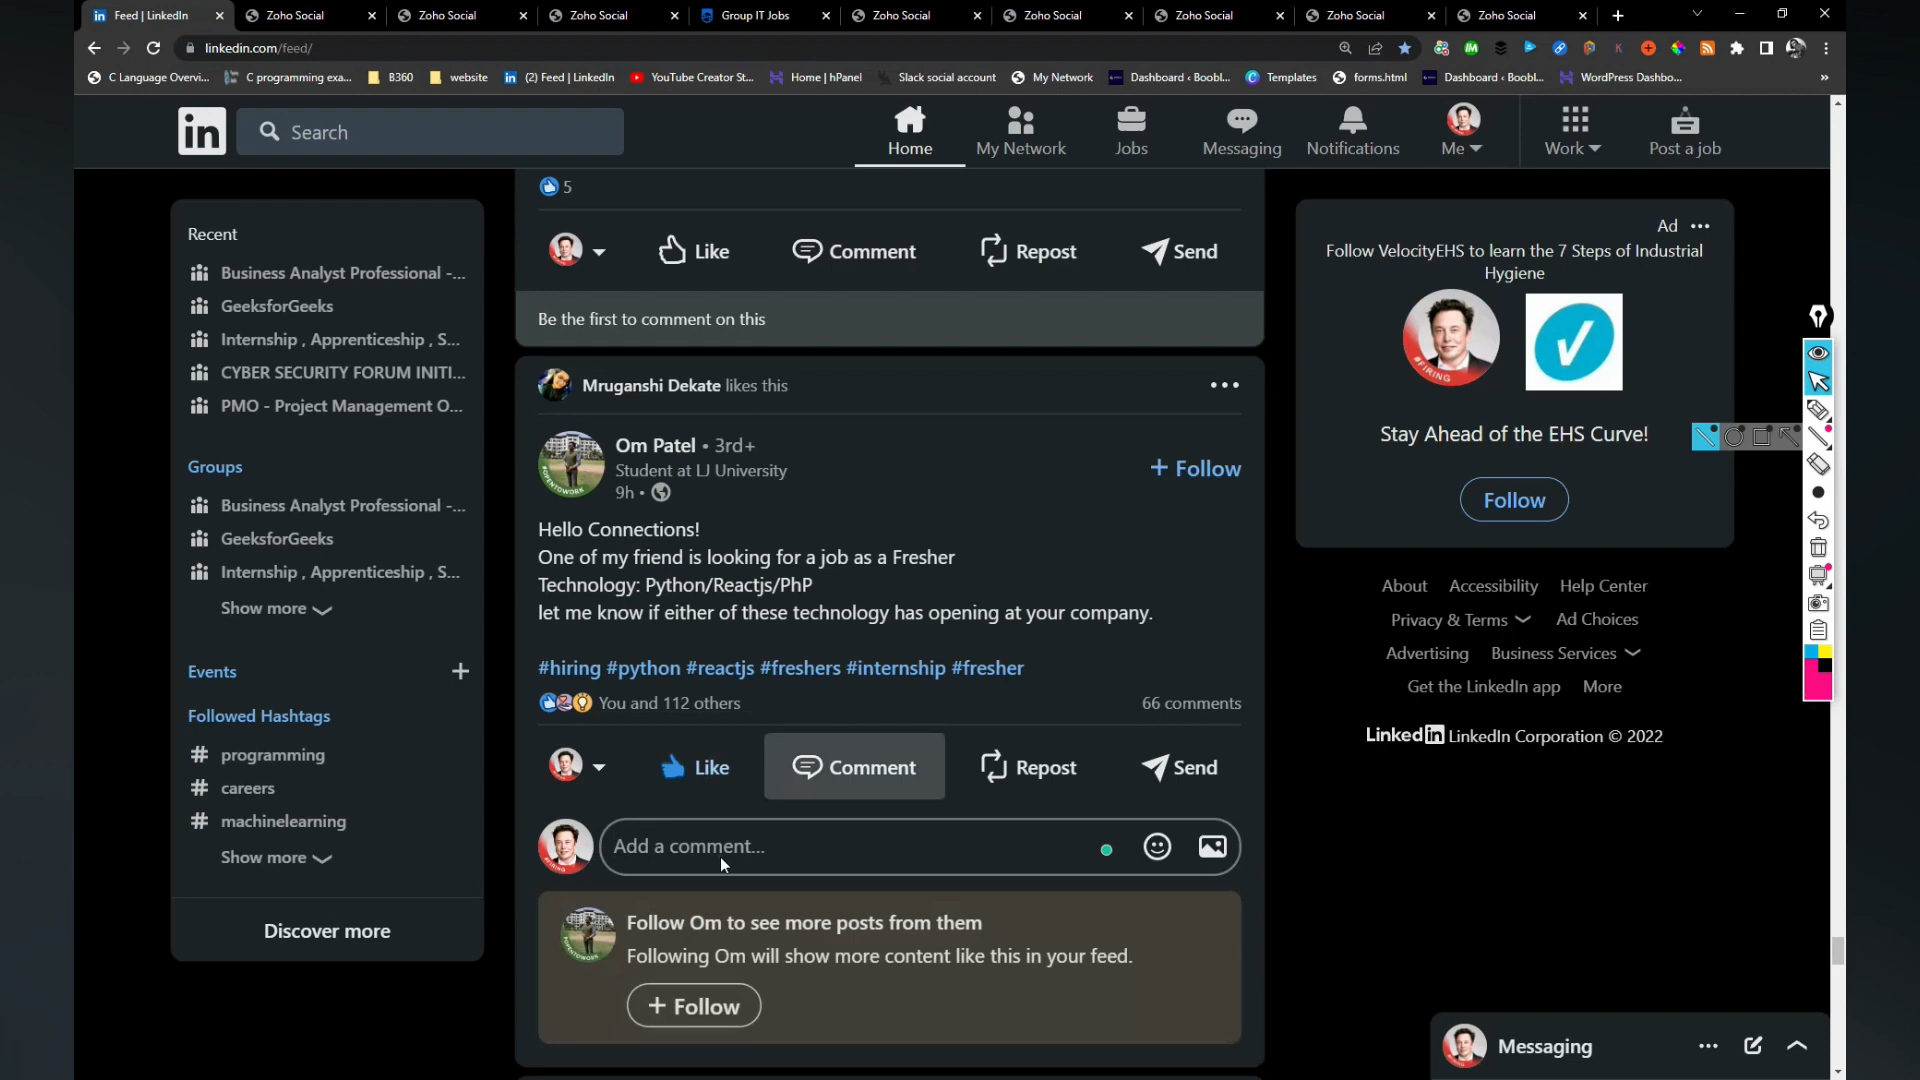 Feed | LinkedIn
Zoho Social
Zoho Social
Zoho Social
Group IT Jobs
Zoho Social
Zoho Social
Zoho Social
Zoho Social
Zoho Social
linkedin.com/feed/
C Language Overvi...
C programming exa...
B360
website
(2) Feed | LinkedIn
YouTube Creator St...
Home | hPanel
Slack social account
My Network
Dashboard ‹ Boobl...
Templates
forms.html
Dashboard ‹ Boobl...
WordPress Dashbo...
»
in
Search
Home
My Network
Jobs
Messaging
Notifications
Me
Work
Post a job
Recent
Business Analyst Professional -...
GeeksforGeeks
Internship , Apprenticeship , S...
CYBER SECURITY FORUM INITI...
PMO - Project Management O...
Groups
Business Analyst Professional -...
GeeksforGeeks
Internship , Apprenticeship , S...
Show more
Events
Followed Hashtags
# programming
# careers
# machinelearning
Show more
Discover more
5
Like
Comment
Repost
Send
Be the first to comment on this
Mruganshi Dekate likes this
Om Patel • 3rd+
Student at LJ University
9h •
+ Follow
Hello Connections!
One of my friend is looking for a job as a Fresher
Technology: Python/Reactjs/PhP
let me know if either of these technology has opening at your company.
#hiring #python #reactjs #freshers #internship #fresher
You and 112 others
66 comments
Like
Comment
Repost
Send
Add a comment...
Follow Om to see more posts from them
Following Om will show more content like this in your feed.
+ Follow
Ad
Follow VelocityEHS to learn the 7 Steps of Industrial
Hygiene
#FIRING
Stay Ahead of the EHS Curve!
Follow
About
Accessibility
Help Center
Privacy & Terms
Ad Choices
Advertising
Business Services
Get the LinkedIn app
More
LinkedIn LinkedIn Corporation © 2022
Messaging